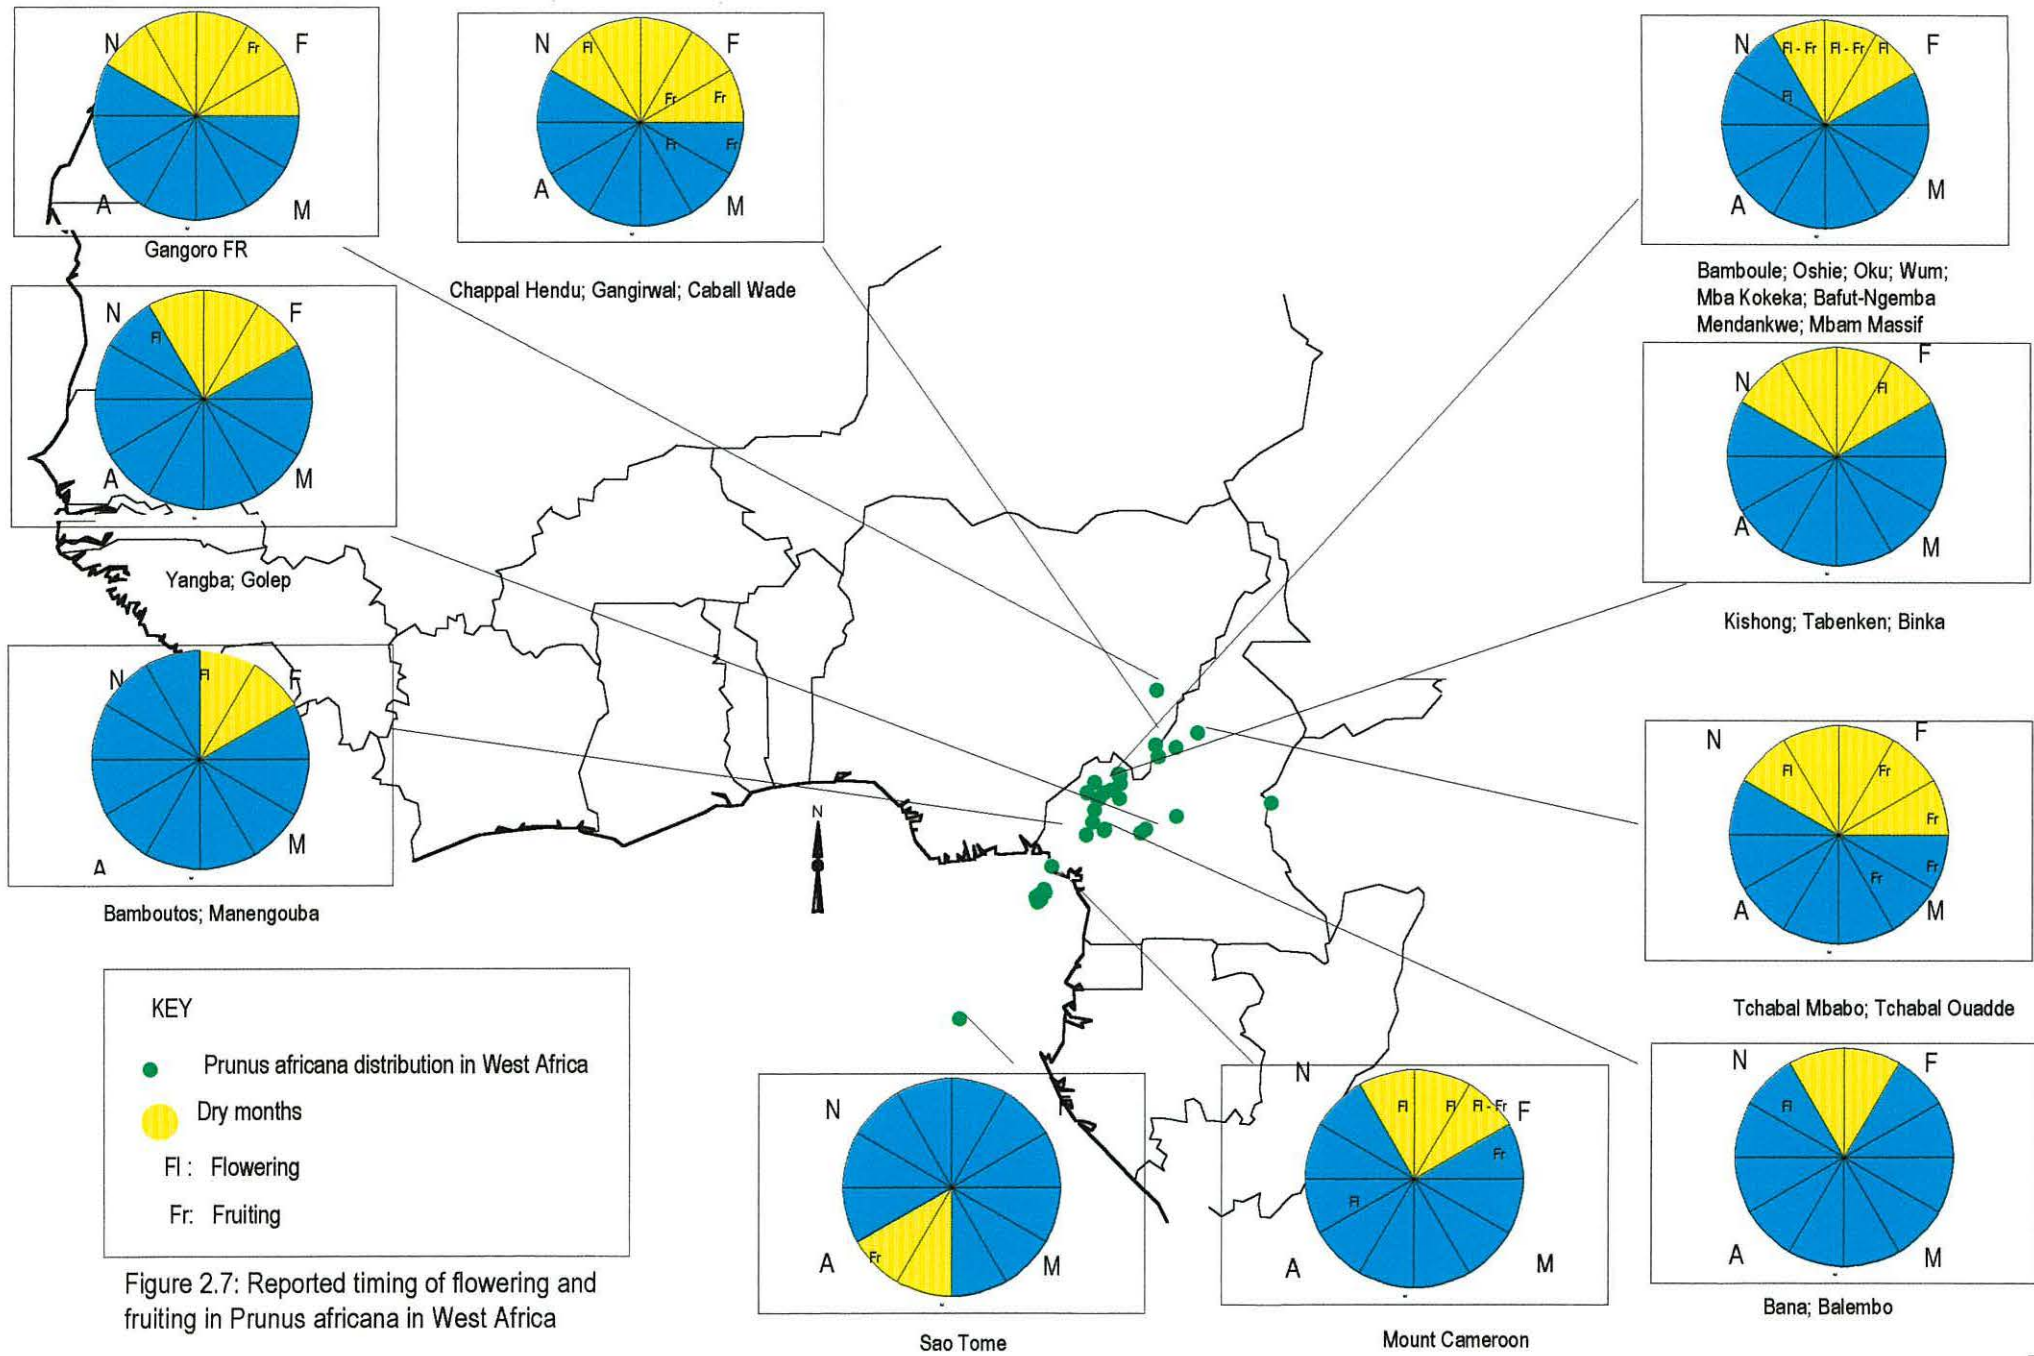 N
Fr
F
A
M
Gangoro FR
N
Fl
F
Fr
Fr
Fr
Fr
A
M
Chappal Hendu; Gangirwal; Caball Wade
N
Fl - Fr
Fl - Fr
Fl
F
Fl
A
M
Bamboule; Oshie; Oku; Wum;
Mba Kokeka; Bafut-Ngemba
Mendankwe; Mbam Massif
N
Fl
F
A
M
Yangba; Golep
N
F
Fl
A
M
Kishong; Tabenken; Binka
N
Fl
F
A
M
Bamboutos; Manengouba
N
Fl
F
Fr
Fr
Fr
Fr
A
M
Tchabal Mbabo; Tchabal Ouadde
N
KEY
Prunus africana distribution in West Africa
Dry months
Fl : Flowering
Fr: Fruiting
Figure 2.7: Reported timing of flowering and
fruiting in Prunus africana in West Africa
N
A
Fr
M
Sao Tome
N
Fl
Fl
Fl - Fr
F
Fr
Fl
A
M
Mount Cameroon
N
Fl
F
A
M
Bana; Balembo